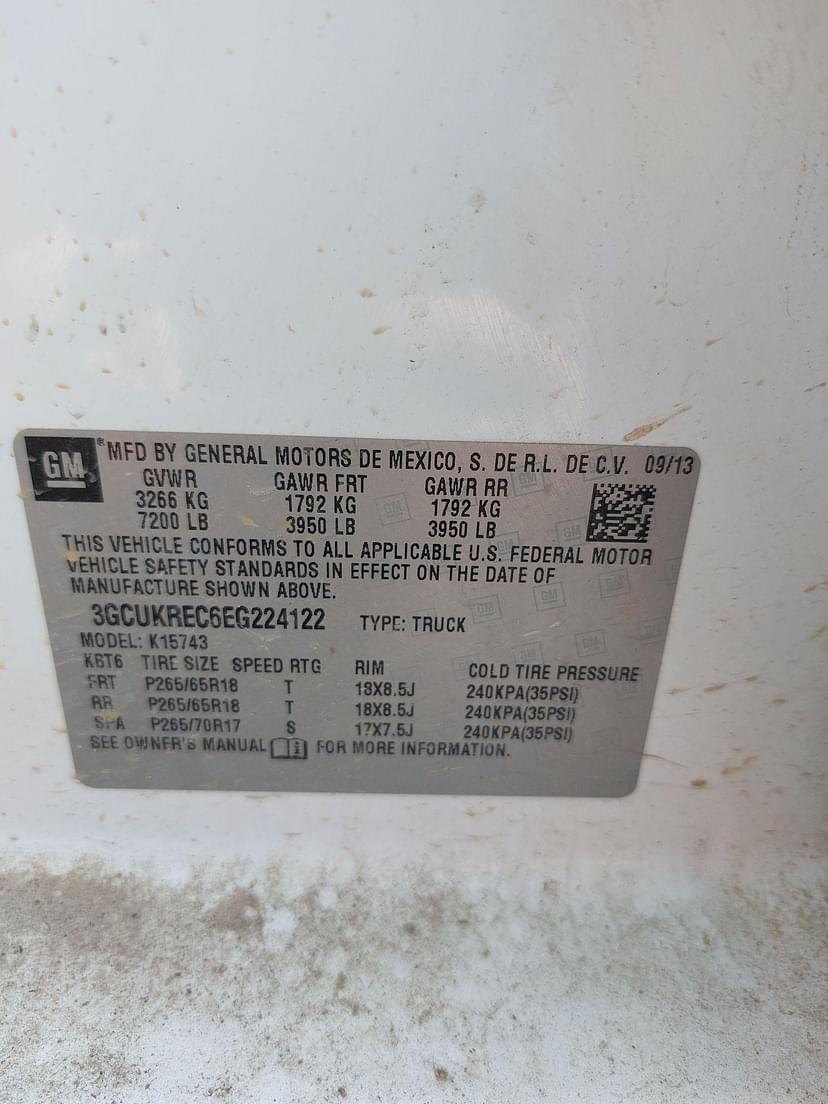 GM ® MFD BY GENERAL MOTORS DE MEXICO, S. DE R.L. DE C.V. 09/13
GVWR GAWR FRT GAWR RR
3266 KG 1792 KG 1792 KG
7200 LB 3950 LB 3950 LB
THIS VEHICLE CONFORMS TO ALL APPLICABLE U.S. FEDERAL MOTOR
VEHICLE SAFETY STANDARDS IN EFFECT ON THE DATE OF
MANUFACTURE SHOWN ABOVE.
3GCUKREC6EG224122 TYPE: TRUCK
MODEL: K15743
KBT6 TIRE SIZE SPEED RTG RIM COLD TIRE PRESSURE
FRT P265/65R18 T 18X8.5J 240KPA(35PSI)
RR P265/65R18 T 18X8.5J 240KPA(35PSI)
SPA P265/70R17 S 17X7.5J 240KPA(35PSI)
SEE OWNER'S MANUAL FOR MORE INFORMATION.